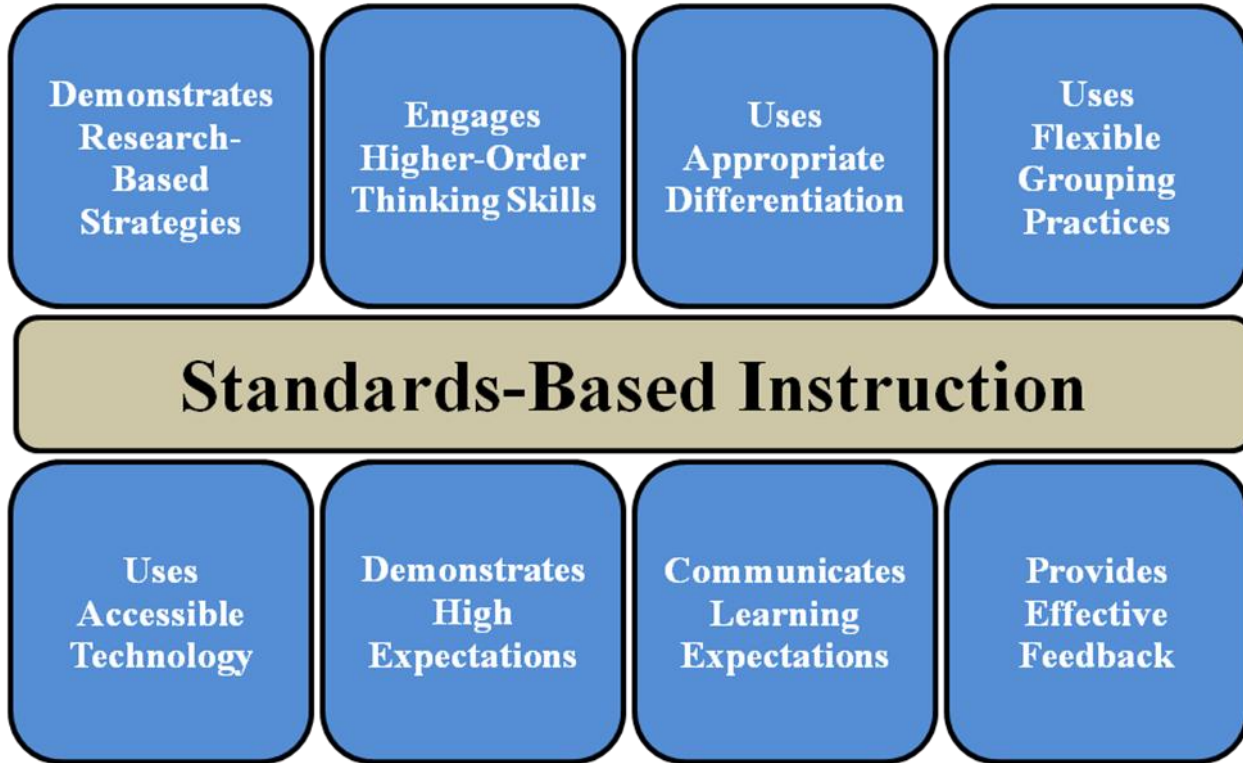 Demonstrates
Research-
Based
Strategies
Engages
Higher-Order
Thinking Skills
Uses
Appropriate
Differentiation
Uses
Flexible
Grouping
Practices
Standards-Based Instruction
Uses
Accessible
Technology
Demonstrates
High
Expectations
Communicates
Learning
Expectations
Provides
Effective
Feedback